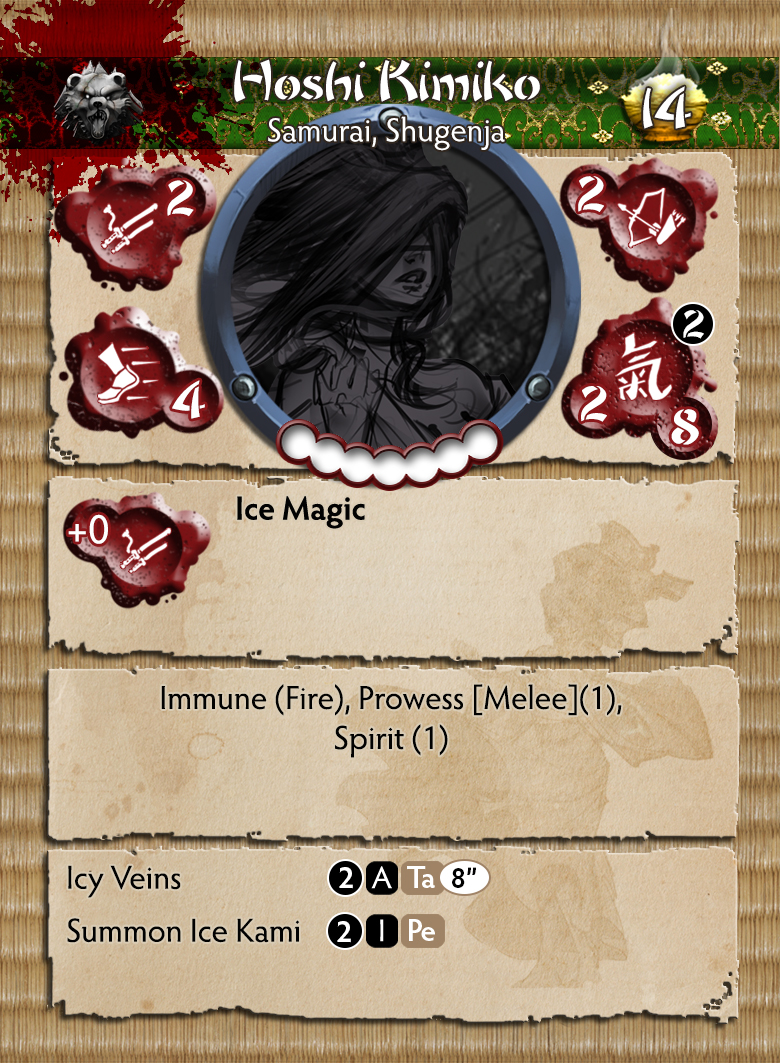 Hoshi Kimiko
14
Samurai, Shugenja
2
2
4
氣
2
2
8
+0
Ice Magic
Immune (Fire), Prowess [Melee](1),
Spirit (1)
Icy Veins 2 A Ta 8”
Summon Ice Kami 2 I Pe